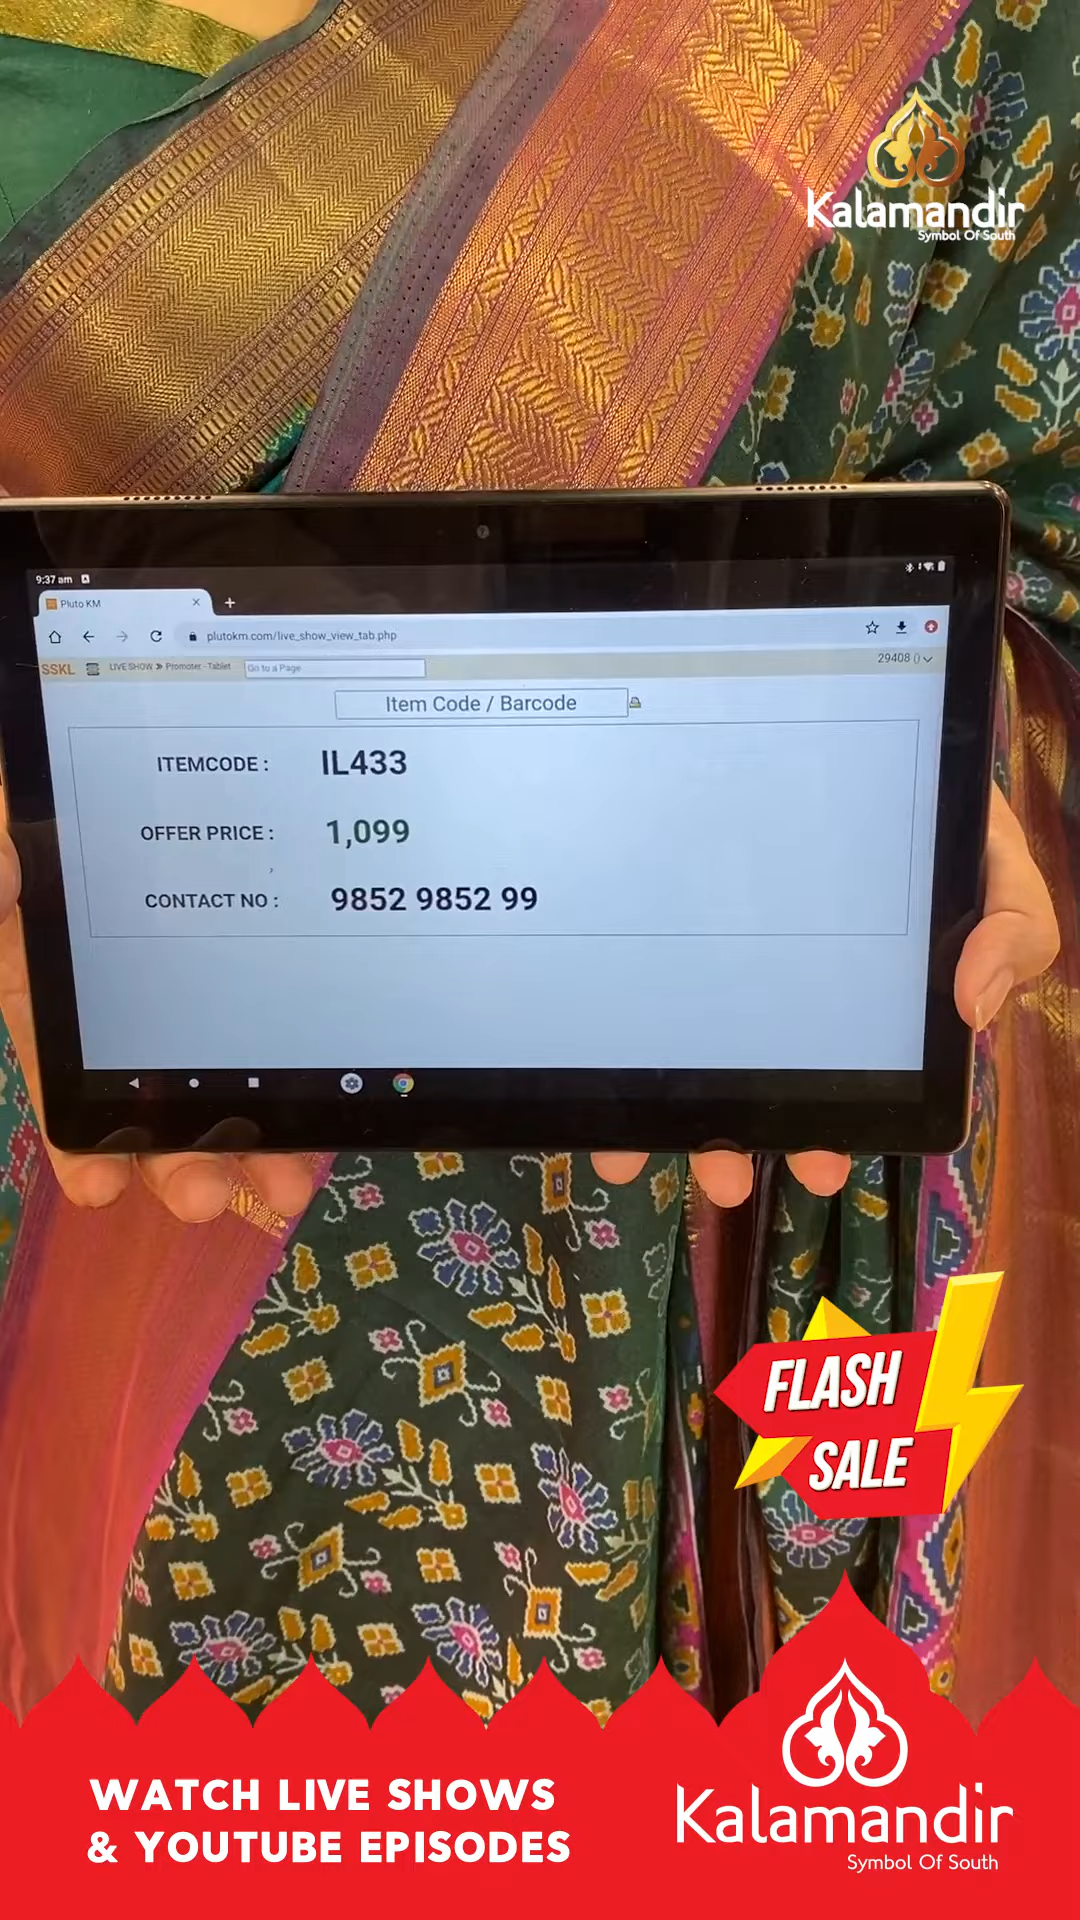 Kalamandir
Symbol Of South
9:37 am
Pluto KM
plutokm.com/live_show_view_tab.php
SSKL
LIVE SHOW » Promoter - Tablet
Go to a Page
29408 ()
Item Code / Barcode
ITEMCODE : IL433
OFFER PRICE : 1,099
CONTACT NO : 9852 9852 99
FLASH
SALE
WATCH LIVE SHOWS
& YOUTUBE EPISODES
Kalamandir
Symbol Of South